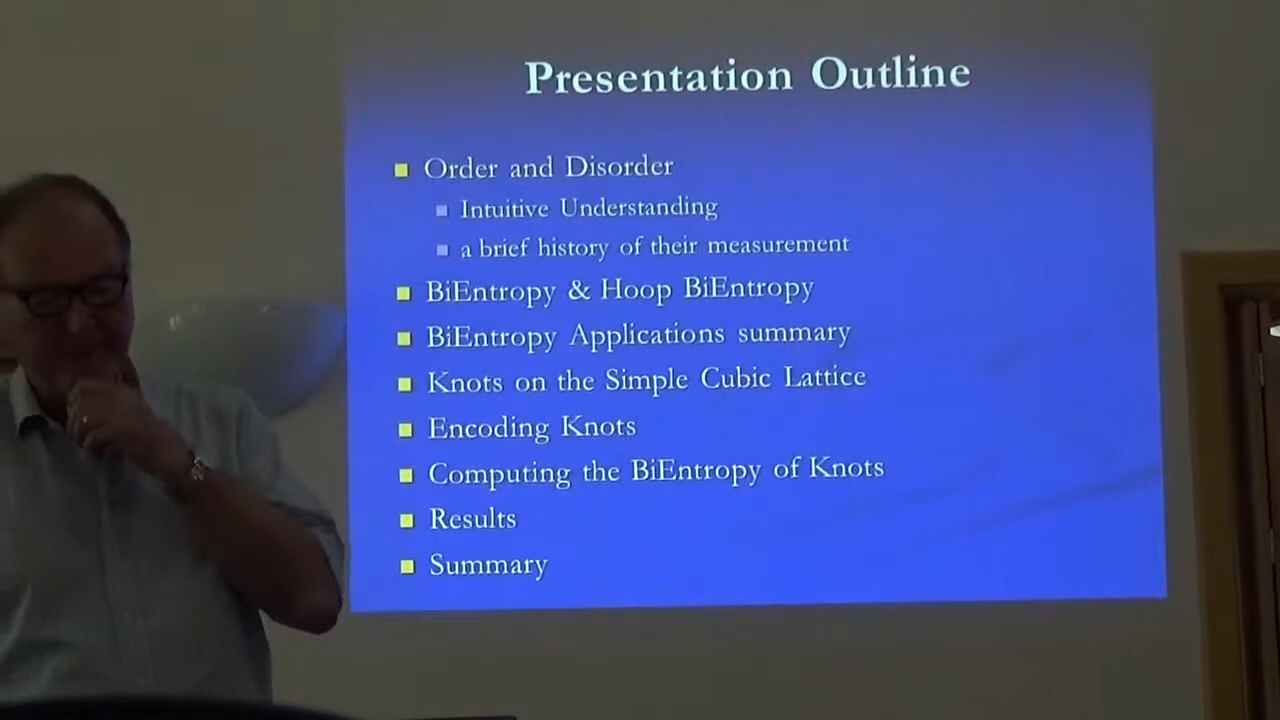 Presentation Outline
Order and Disorder
Intuitive Understanding
a brief history of their measurement
BiEntropy & Hoop BiEntropy
BiEntropy Applications summary
Knots on the Simple Cubic Lattice
Encoding Knots
Computing the BiEntropy of Knots
Results
Summary